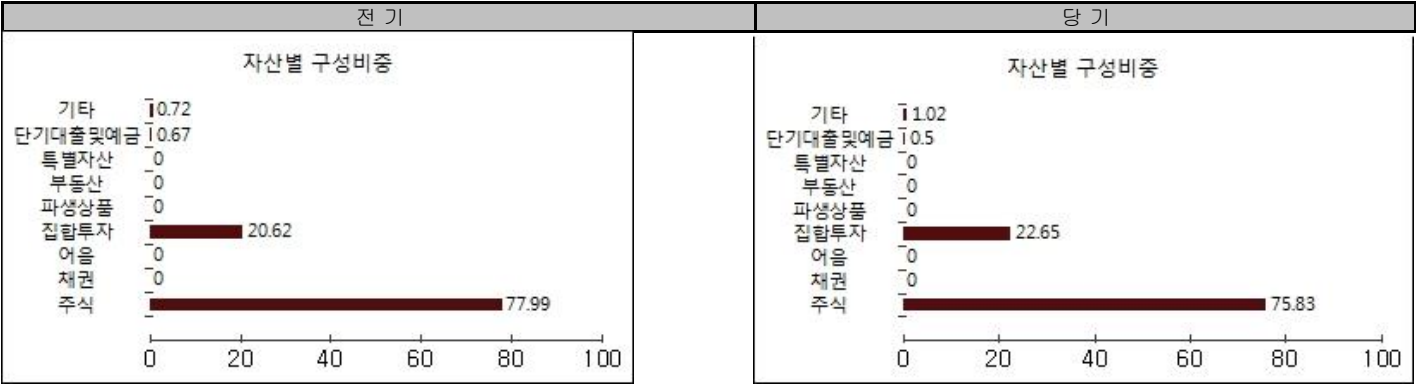 전 기
당 기
자산별 구성비중
기타 0.72
단기대출및예금 0.67
특별자산 0
부동산 0
파생상품 0
집합투자 20.62
어음 0
채권 0
주식 77.99
0 20 40 60 80 100
자산별 구성비중
기타 1.02
단기대출및예금 0.5
특별자산 0
부동산 0
파생상품 0
집합투자 22.65
어음 0
채권 0
주식 75.83
0 20 40 60 80 100